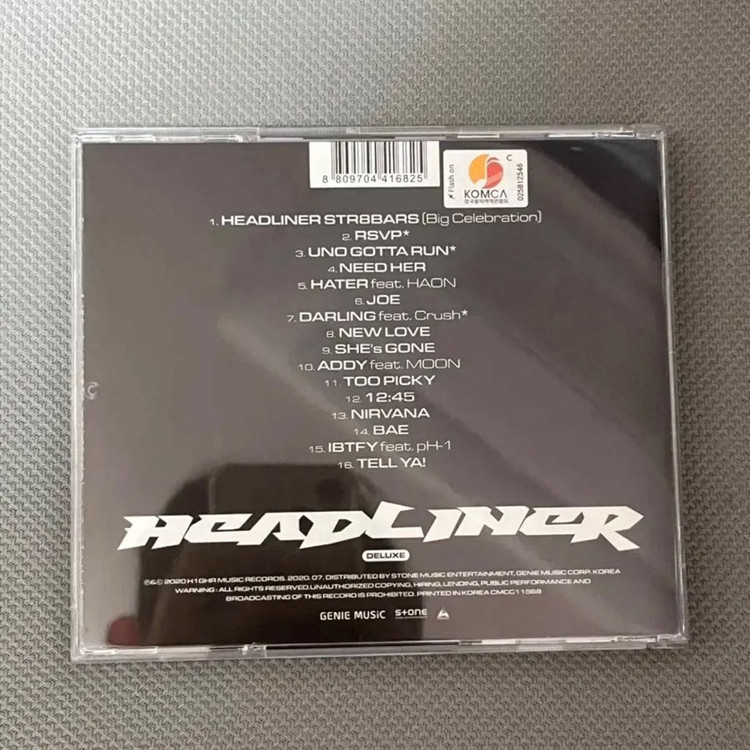 8 809704 416825
Flash on
C
KOMCA
한국음악저작권협회
025812546
1. HEADLINER STR8BARS (Big Celebration)
2. RSVP*
3. UNO GOTTA RUN*
4. NEED HER
5. HATER feat. HAON
6. JOE
7. DARLING feat. Crush*
8. NEW LOVE
9. SHE's GONE
10. ADDY feat. MOON
11. TOO PICKY
12. 12:45
13. NIRVANA
14. BAE
15. IBTFY feat. pH-1
16. TELL YA!
HEADLINER
DELUXE
℗&© 2020 H1GHR MUSIC RECORDS. 2020. 07. DISTRIBUTED BY STONE MUSIC ENTERTAINMENT, GENIE MUSIC CORP. KOREA
WARNING : ALL RIGHTS RESERVED.UNAUTHORIZED COPYING, HIRING, LENDING, PUBLIC PERFORMANCE AND
BROADCASTING OF THIS RECORD IS PROHIBITED. PRINTED IN KOREA CMCC11568
GENIE MUSIC STONE